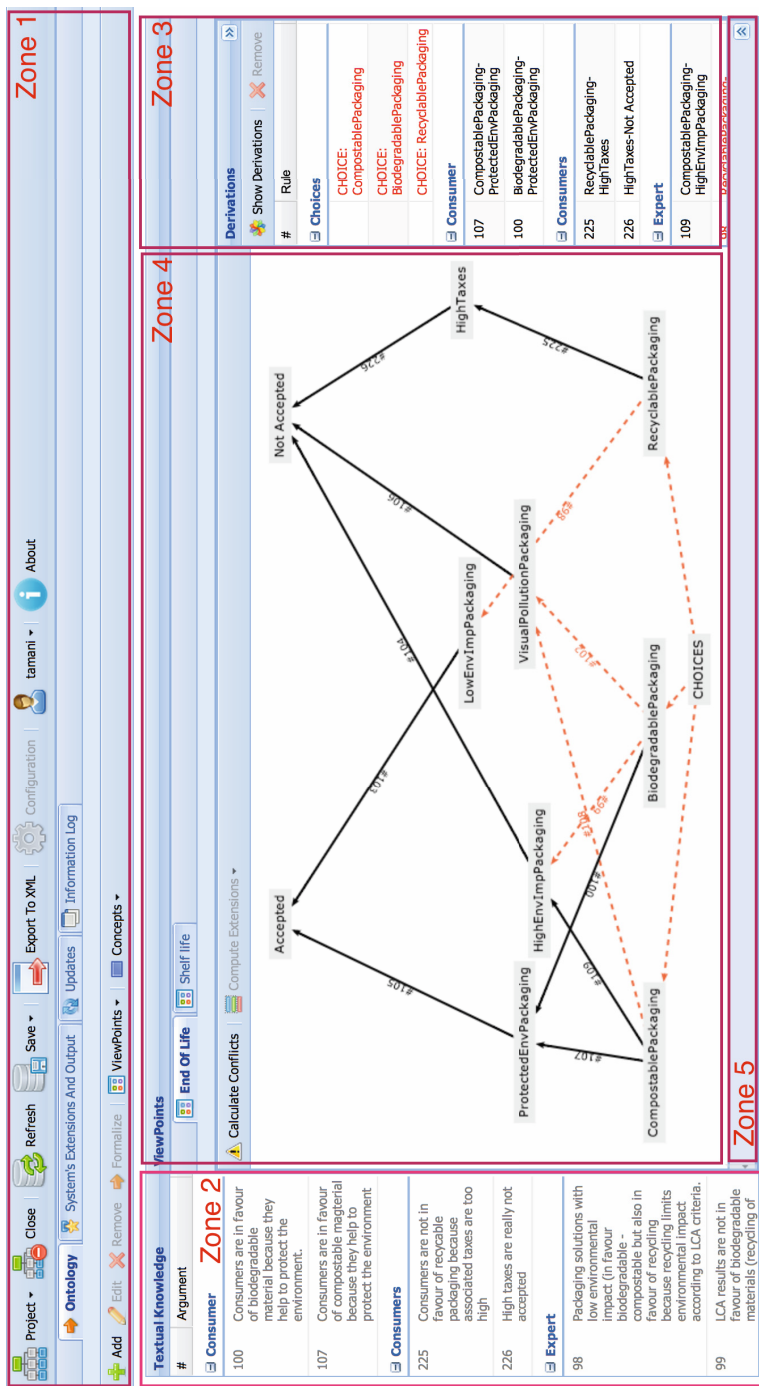 Zone 1
Project Close Refresh Save Export To XML Configuration tamani About
Ontology System's Extensions And Output Updates Information Log
Add Edit Remove Formalize ViewPoints Concepts
Zone 2
Textual Knowledge
# Argument
Consumer
100 Consumers are in favour
of biodegradable
material because they
help to protect the
environment.
107 Consumers are in favour
of compostable magterial
because they help to
protect the environment
Consumers
225 Consumers are not in
favour of recycable
packaging because
associated taxes are too
high
226 High taxes are really not
accepted
Expert
98 Packaging solutions with
low environmental
impact (in favour
biodegradable -
compostable but also in
favour of recycling
because recycling limits
environmental impact
according to LCA criteria.
99 LCA results are not in
favour of biodegradable
materials (recycling of
ViewPoints
Zone 4
End Of Life Shelf life
Calculate Conflicts Compute Extensions
Accepted
Not Accepted
HighTaxes
#105
#103
#104
#106
#226
#225
LowEnvImpPackaging
ProtectedEnvPackaging
HighEnvImpPackaging
VisualPollutionPackaging
#107
#109
#100
#99
#108
#102
#98
CompostablePackaging
BiodegradablePackaging
RecyclablePackaging
CHOICES
Zone 3
Derivations
Show Derivations Remove
# Rule
Choices
CHOICE:
CompostablePackaging
CHOICE:
BiodegradablePackaging
CHOICE: RecyclablePackaging
Consumer
107 CompostablePackaging-
ProtectedEnvPackaging
100 BiodegradablePackaging-
ProtectedEnvPackaging
Consumers
225 RecyclablePackaging-
HighTaxes
226 HighTaxes-Not Accepted
Expert
109 CompostablePackaging-
HighEnvImpPackaging
98 RecyclablePackaging-
Zone 5